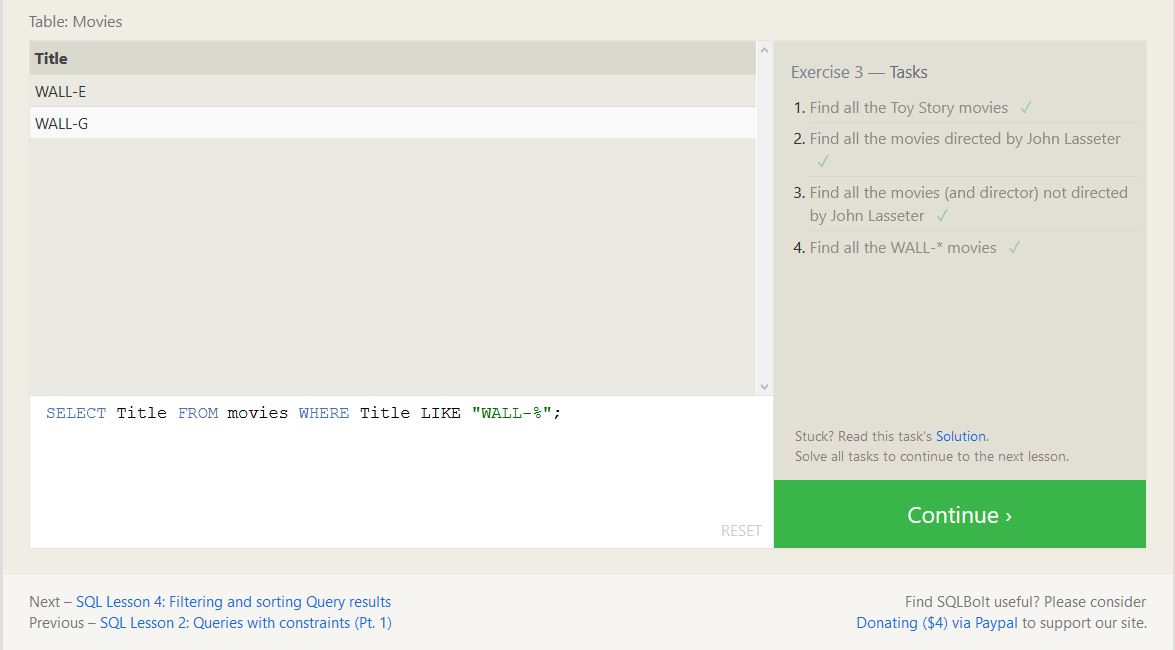 Table: Movies
Title
WALL-E
WALL-G
SELECT Title FROM movies WHERE Title LIKE "WALL-%";
RESET
Exercise 3 — Tasks
1. Find all the Toy Story movies ✓
2. Find all the movies directed by John Lasseter
✓
3. Find all the movies (and director) not directed
by John Lasseter ✓
4. Find all the WALL-* movies ✓
Stuck? Read this task's Solution.
Solve all tasks to continue to the next lesson.
Continue ›
Next – SQL Lesson 4: Filtering and sorting Query results
Previous – SQL Lesson 2: Queries with constraints (Pt. 1)
Find SQLBolt useful? Please consider
Donating ($4) via Paypal to support our site.